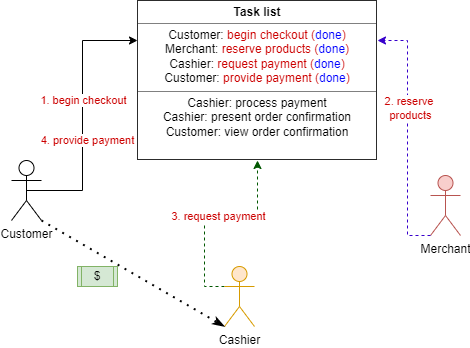 Task list
Customer: begin checkout (done)
Merchant: reserve products (done)
Cashier: request payment (done)
Customer: provide payment (done)
Cashier: process payment
Cashier: present order confirmation
Customer: view order confirmation
1. begin checkout
4. provide payment
2. reserve
products
3. request payment
Customer
Merchant
$
Cashier